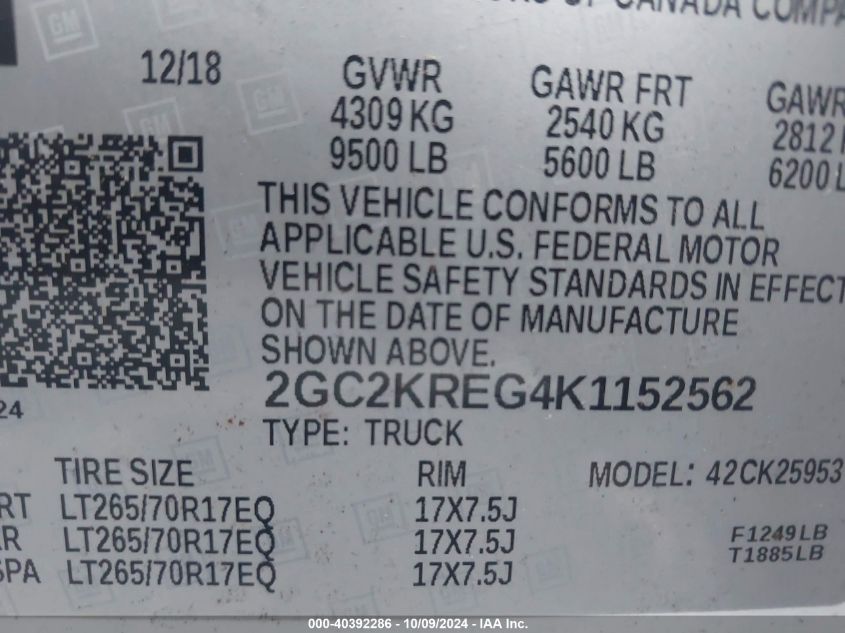 CANADA
12/18
GVWR GAWR FRT GAWR
4309 KG 2540 KG 2812
9500 LB 5600 LB 6200
THIS VEHICLE CONFORMS TO ALL
APPLICABLE U.S. FEDERAL MOTOR
VEHICLE SAFETY STANDARDS IN EFFECT
ON THE DATE OF MANUFACTURE
SHOWN ABOVE.
2GC2KREG4K1152562
24
TYPE: TRUCK
TIRE SIZE RIM MODEL: 42CK25953
RT LT265/70R17EQ 17X7.5J
R LT265/70R17EQ 17X7.5J F1249LB
SPA LT265/70R17EQ 17X7.5J T1885LB
GM
000-40392286 - 10/09/2024 - IAA Inc.